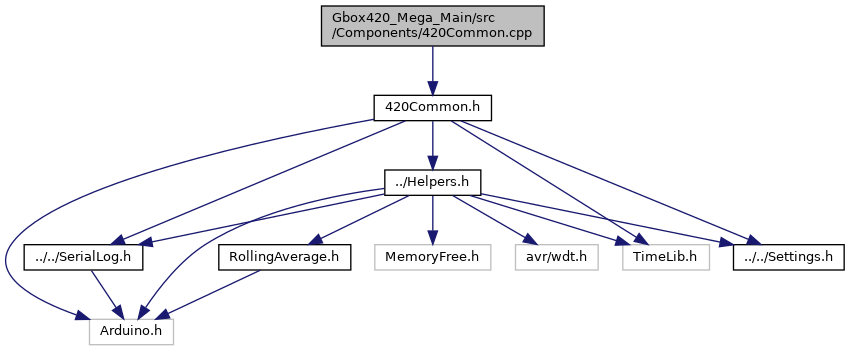 Gbox420_Mega_Main/src
/Components/420Common.cpp
420Common.h
../Helpers.h
../../SerialLog.h
RollingAverage.h
MemoryFree.h
avr/wdt.h
TimeLib.h
../../Settings.h
Arduino.h